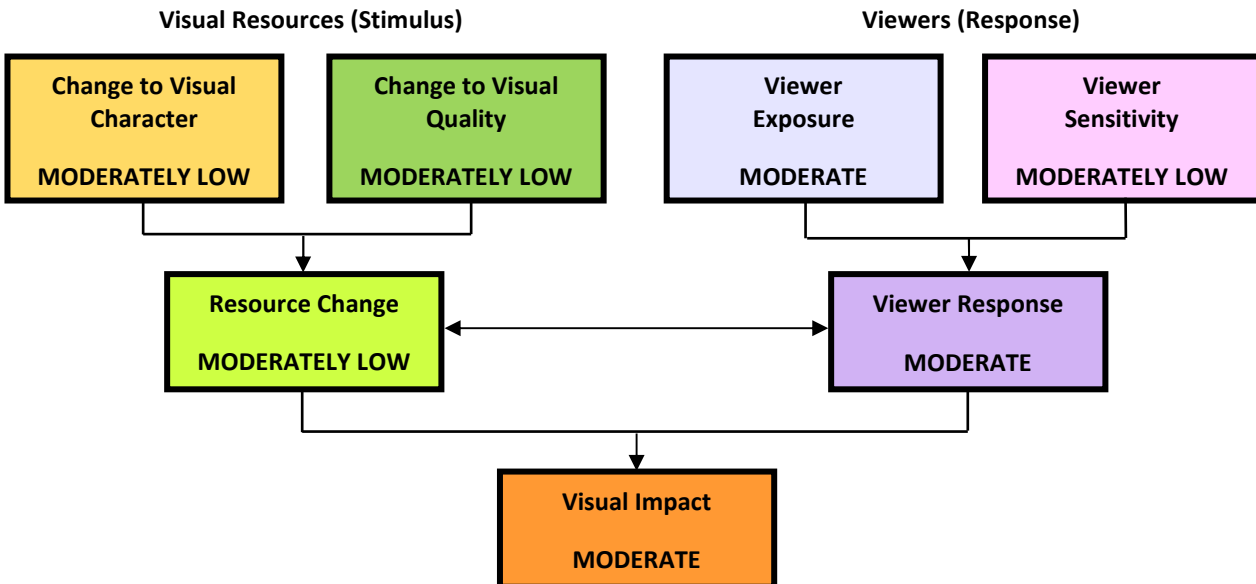 Visual Resources (Stimulus)
Viewers (Response)
Change to Visual
Character
MODERATELY LOW
Change to Visual
Quality
MODERATELY LOW
Viewer
Exposure
MODERATE
Viewer
Sensitivity
MODERATELY LOW
Resource Change
MODERATELY LOW
Viewer Response
MODERATE
Visual Impact
MODERATE